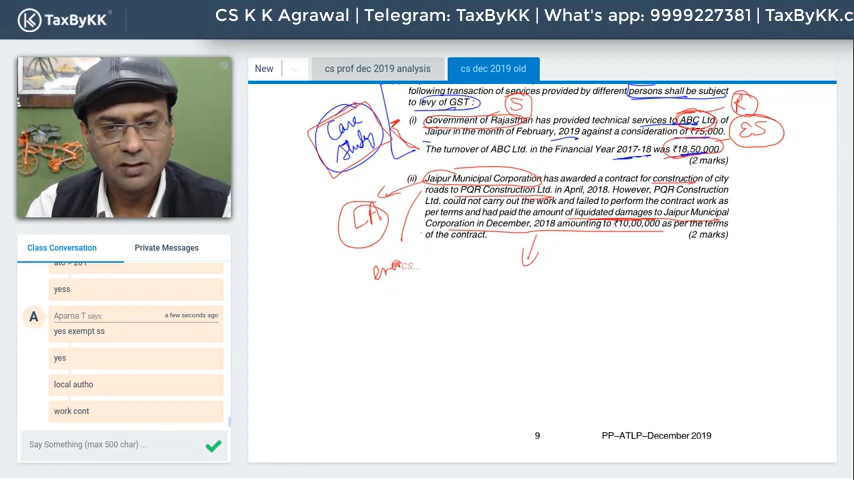 CS K K Agrawal | Telegram: TaxByKK | What's app: 9999227381 | TaxByKK.c
TaxByKK™
New
cs prof dec 2019 analysis
cs dec 2019 old
following transaction of services provided by different persons shall be subject
to levy of GST :
S
R
(i) Government of Rajasthan has provided technical services to ABC Ltd. of
Jaipur in the month of February, 2019 against a consideration of ₹75,000.
ES
The turnover of ABC Ltd. in the Financial Year 2017-18 was ₹18,50,000.
(2 marks)
Case
Study
(ii) Jaipur Municipal Corporation has awarded a contract for construction of city
roads to PQR Construction Ltd. in April, 2018. However, PQR Construction
Ltd. could not carry out the work and failed to perform the contract work as
per terms and had paid the amount of liquidated damages to Jaipur Municipal
Corporation in December, 2018 amounting to ₹10,00,000 as per the terms
of the contract.
(2 marks)
LA
cs...
9
PP–ATLP–December 2019
Class Conversation
Private Messages
yess
A
Aparna T says:
a few seconds ago
yes exempt ss
yes
local autho
work cont
Say Something (max 500 char) ...